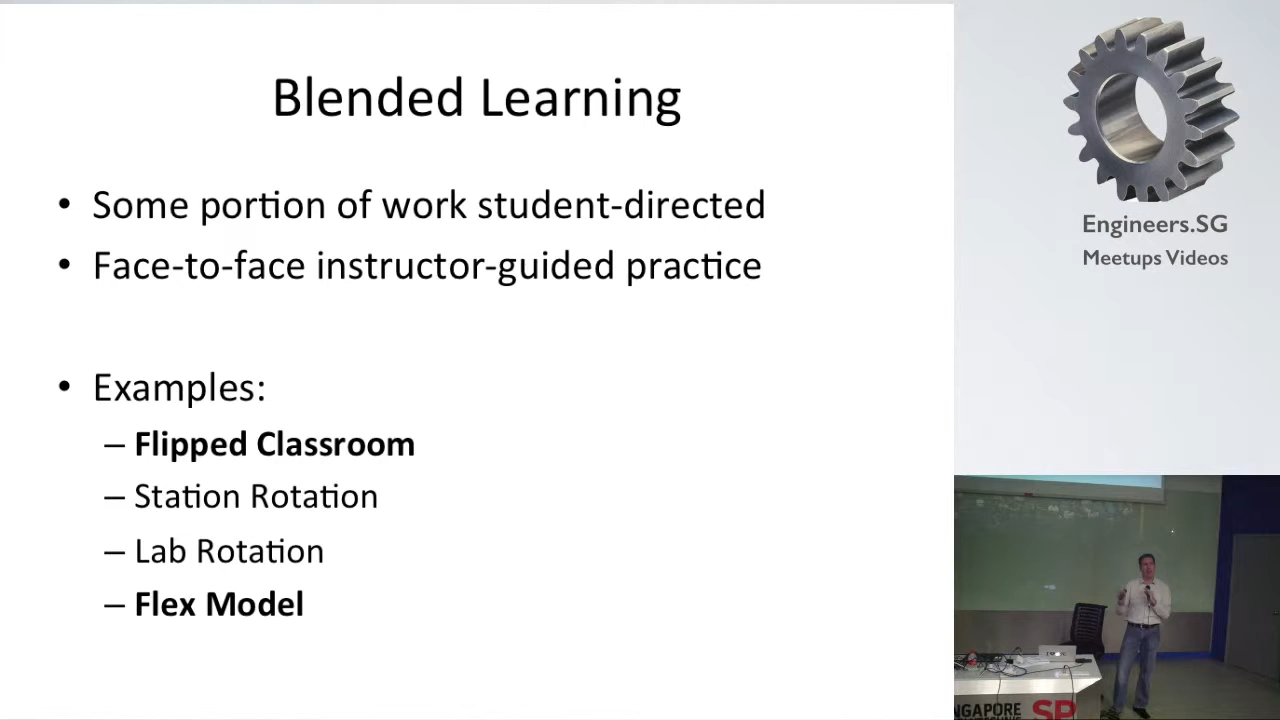 Blended Learning
• Some portion of work student-directed
• Face-to-face instructor-guided practice
• Examples:
– Flipped Classroom
– Station Rotation
– Lab Rotation
– Flex Model
Engineers.SG
Meetups Videos
SP